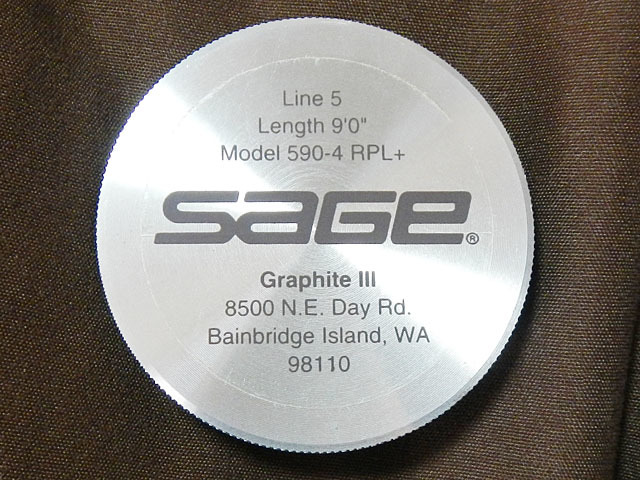 Line 5
Length 9'0"
Model 590-4 RPL+
SAGE®
Graphite III
8500 N.E. Day Rd.
Bainbridge Island, WA
98110